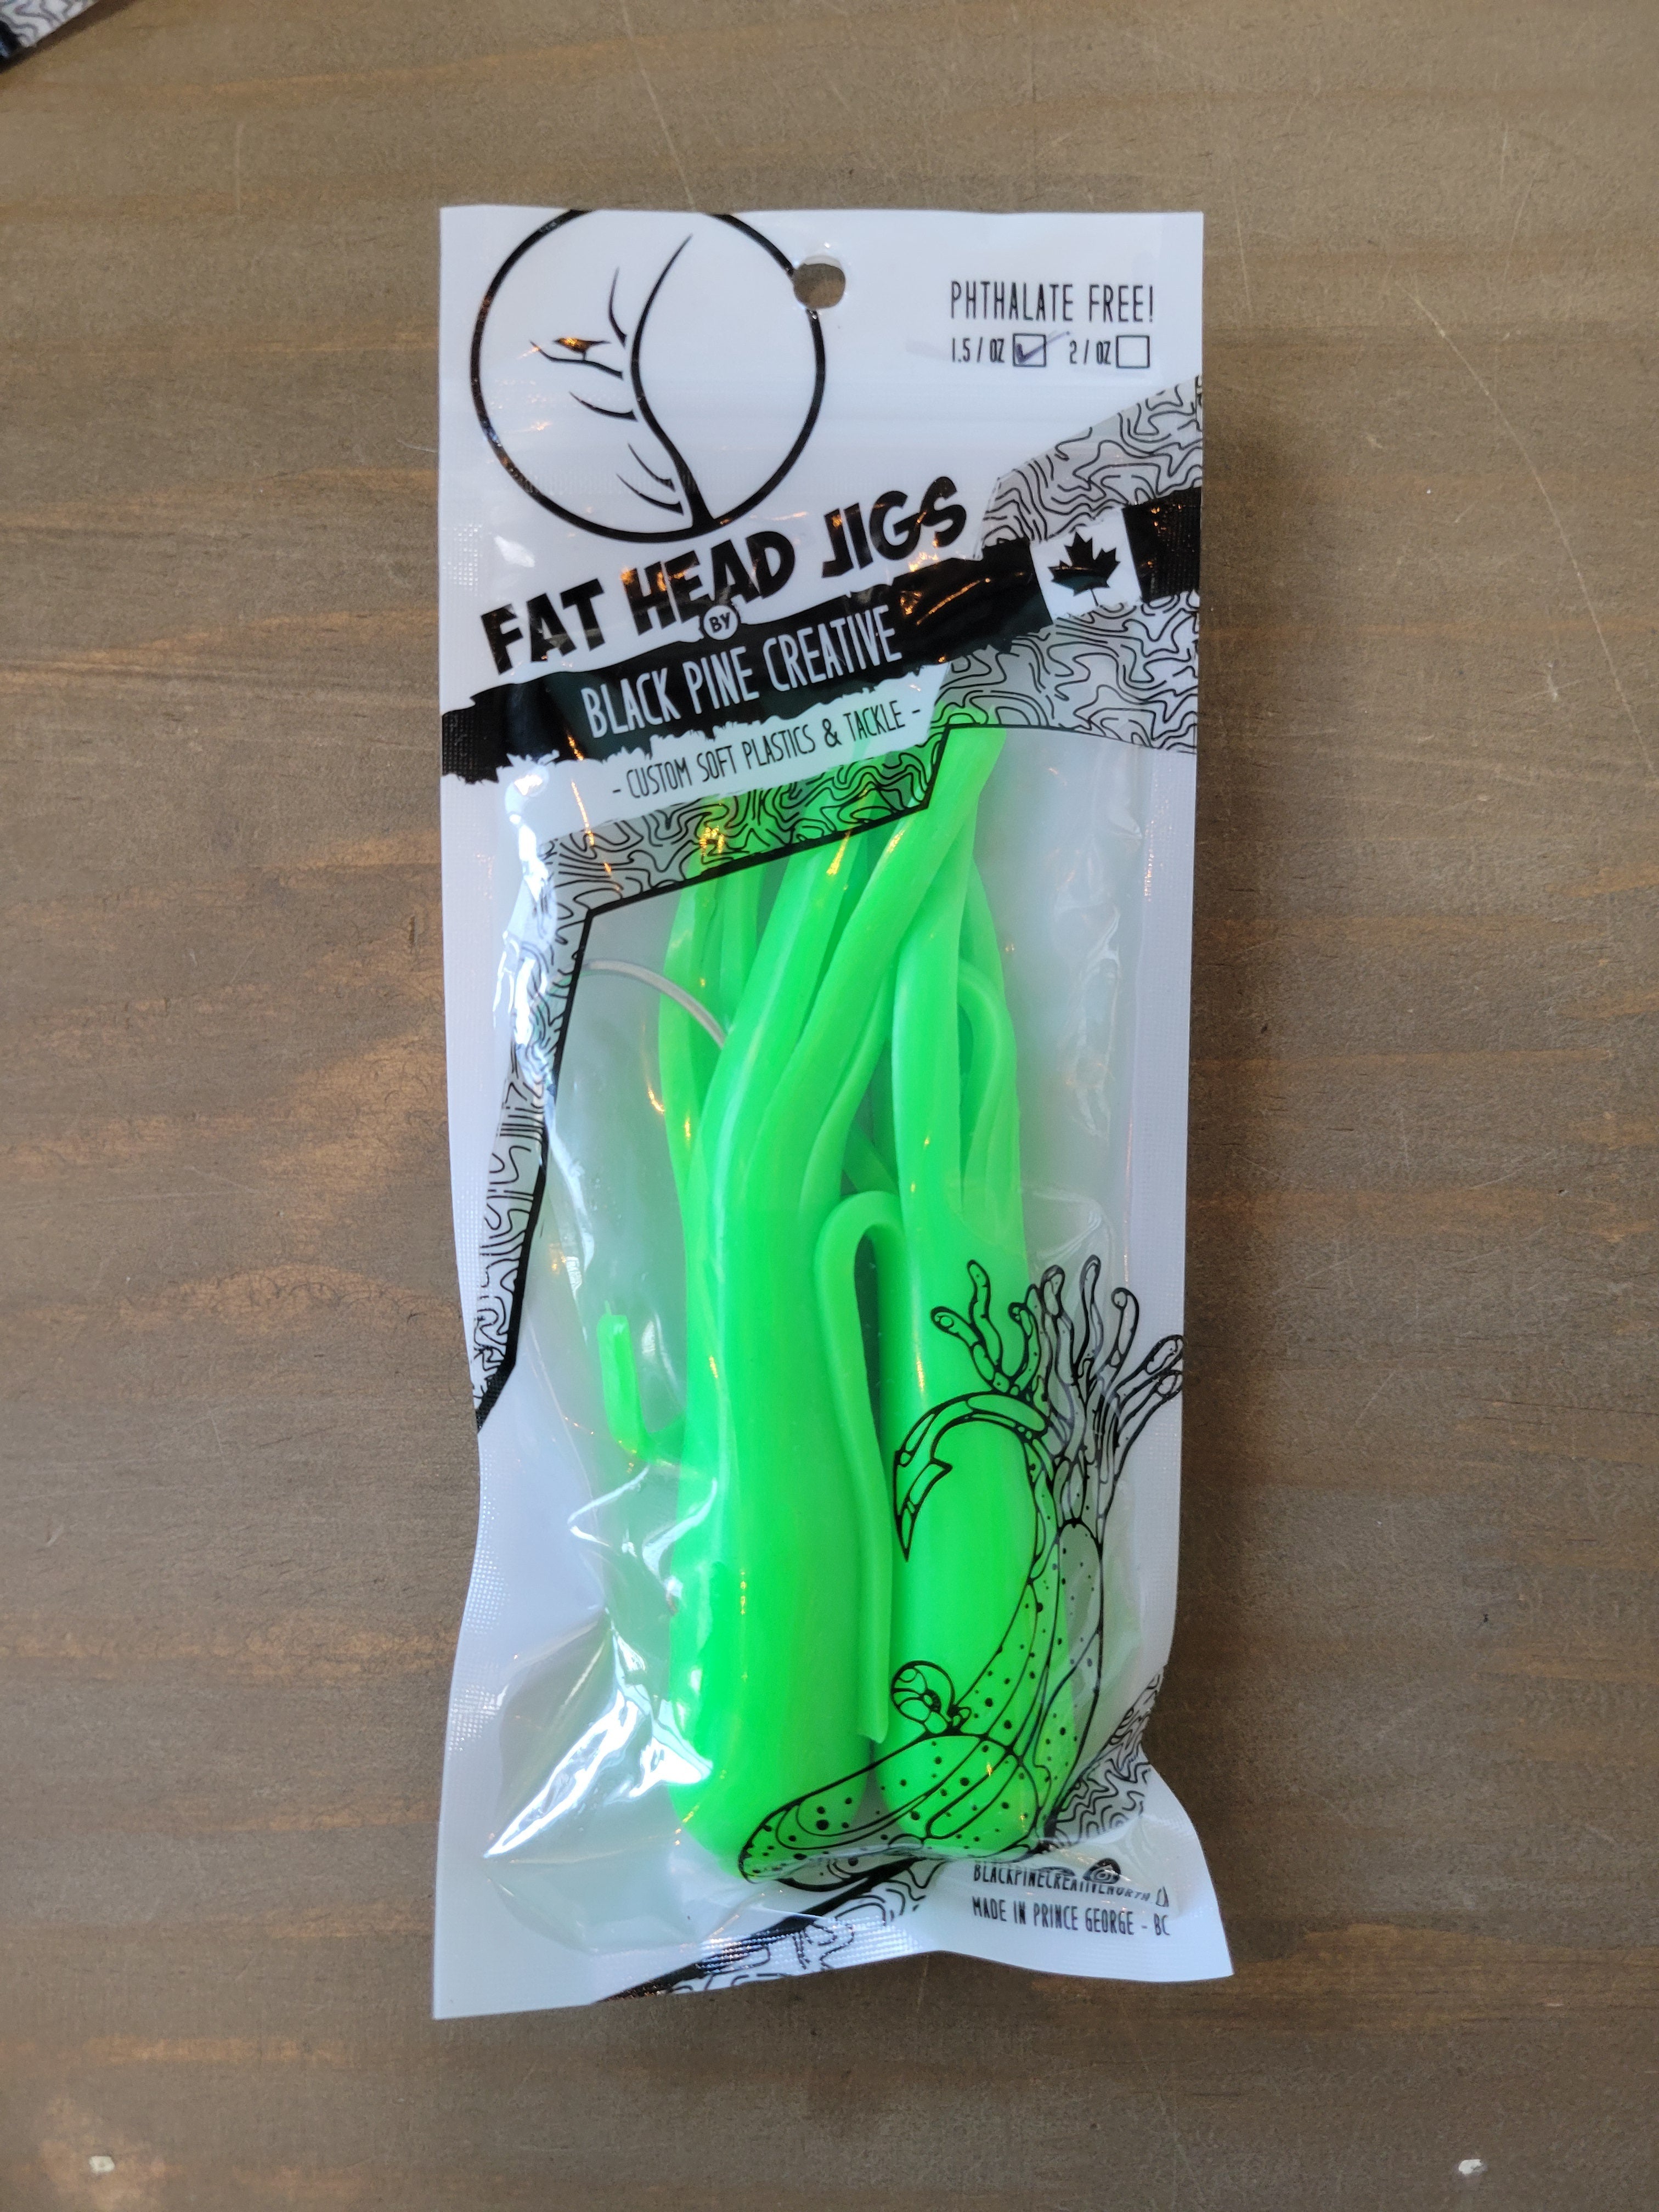 PHTHALATE FREE!
1.5 / OZ 2 / OZ
FAT HEAD JIGS
BY
BLACK PINE CREATIVE
- CUSTOM SOFT PLASTICS & TACKLE -
BLACKPINECREATIVENORTH
MADE IN PRINCE GEORGE - BC